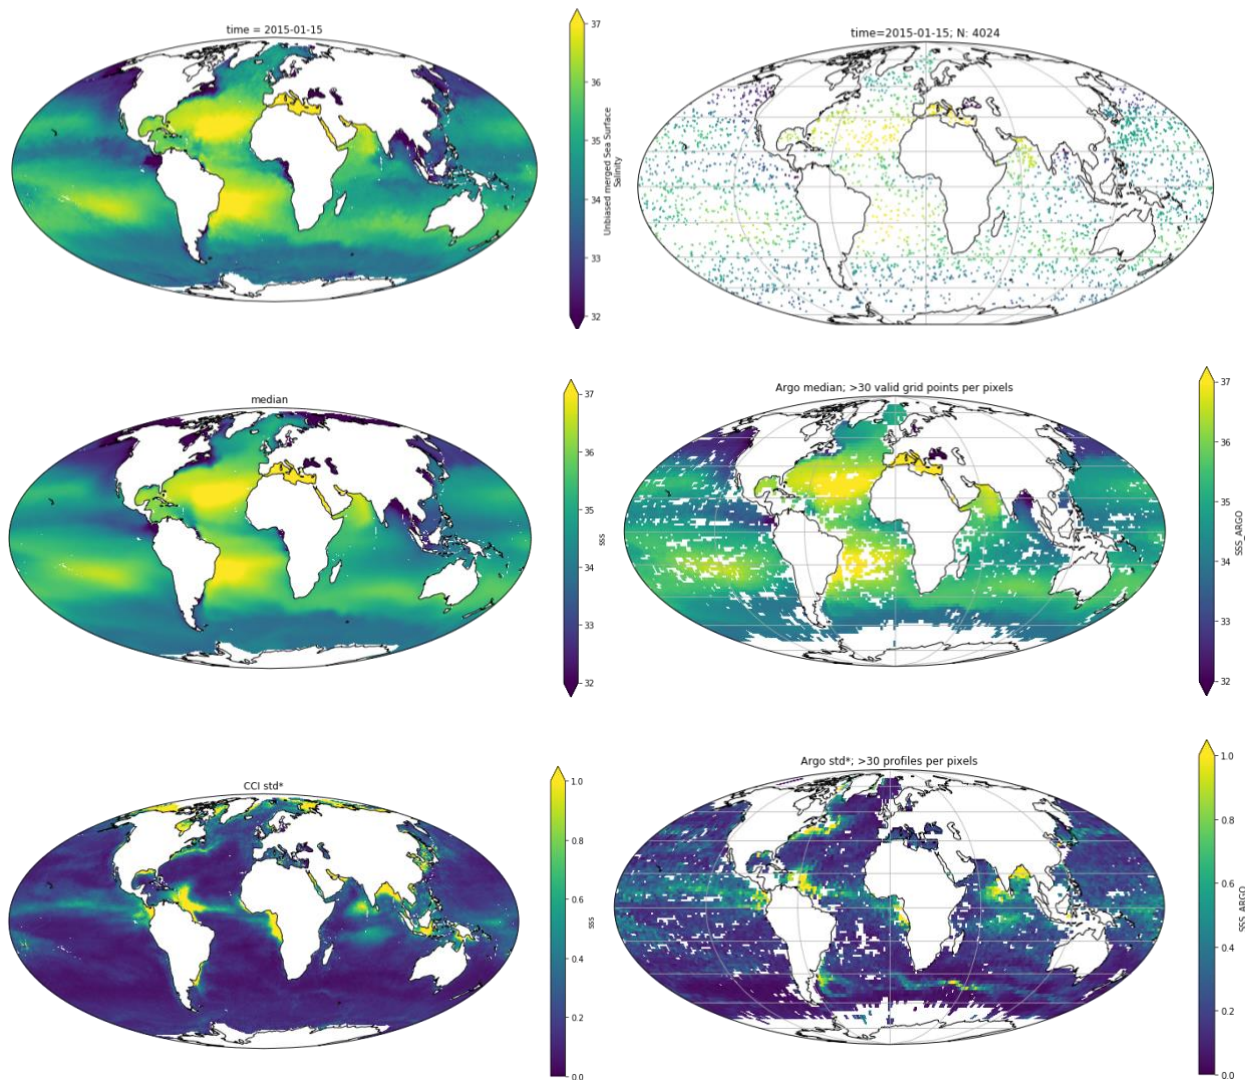 time = 2015-01-15
37
36
35
34
33
32
Unbiased merged Sea Surface
Salinity
time=2015-01-15; N: 4024
median
37
36
35
34
33
32
sss
Argo median; >30 valid grid points per pixels
37
36
35
34
33
32
SSS_ARGO
CCI std*
1.0
0.8
0.6
0.4
0.2
0.0
sss
Argo std*; >30 profiles per pixels
1.0
0.8
0.6
0.4
0.2
0.0
SSS_ARGO